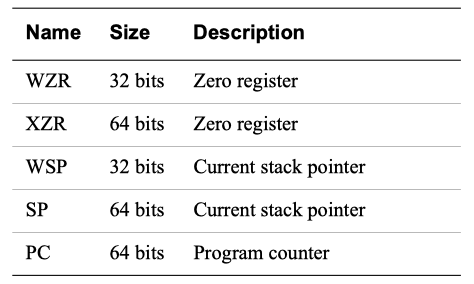 Name Size Description
WZR 32 bits Zero register
XZR 64 bits Zero register
WSP 32 bits Current stack pointer
SP 64 bits Current stack pointer
PC 64 bits Program counter